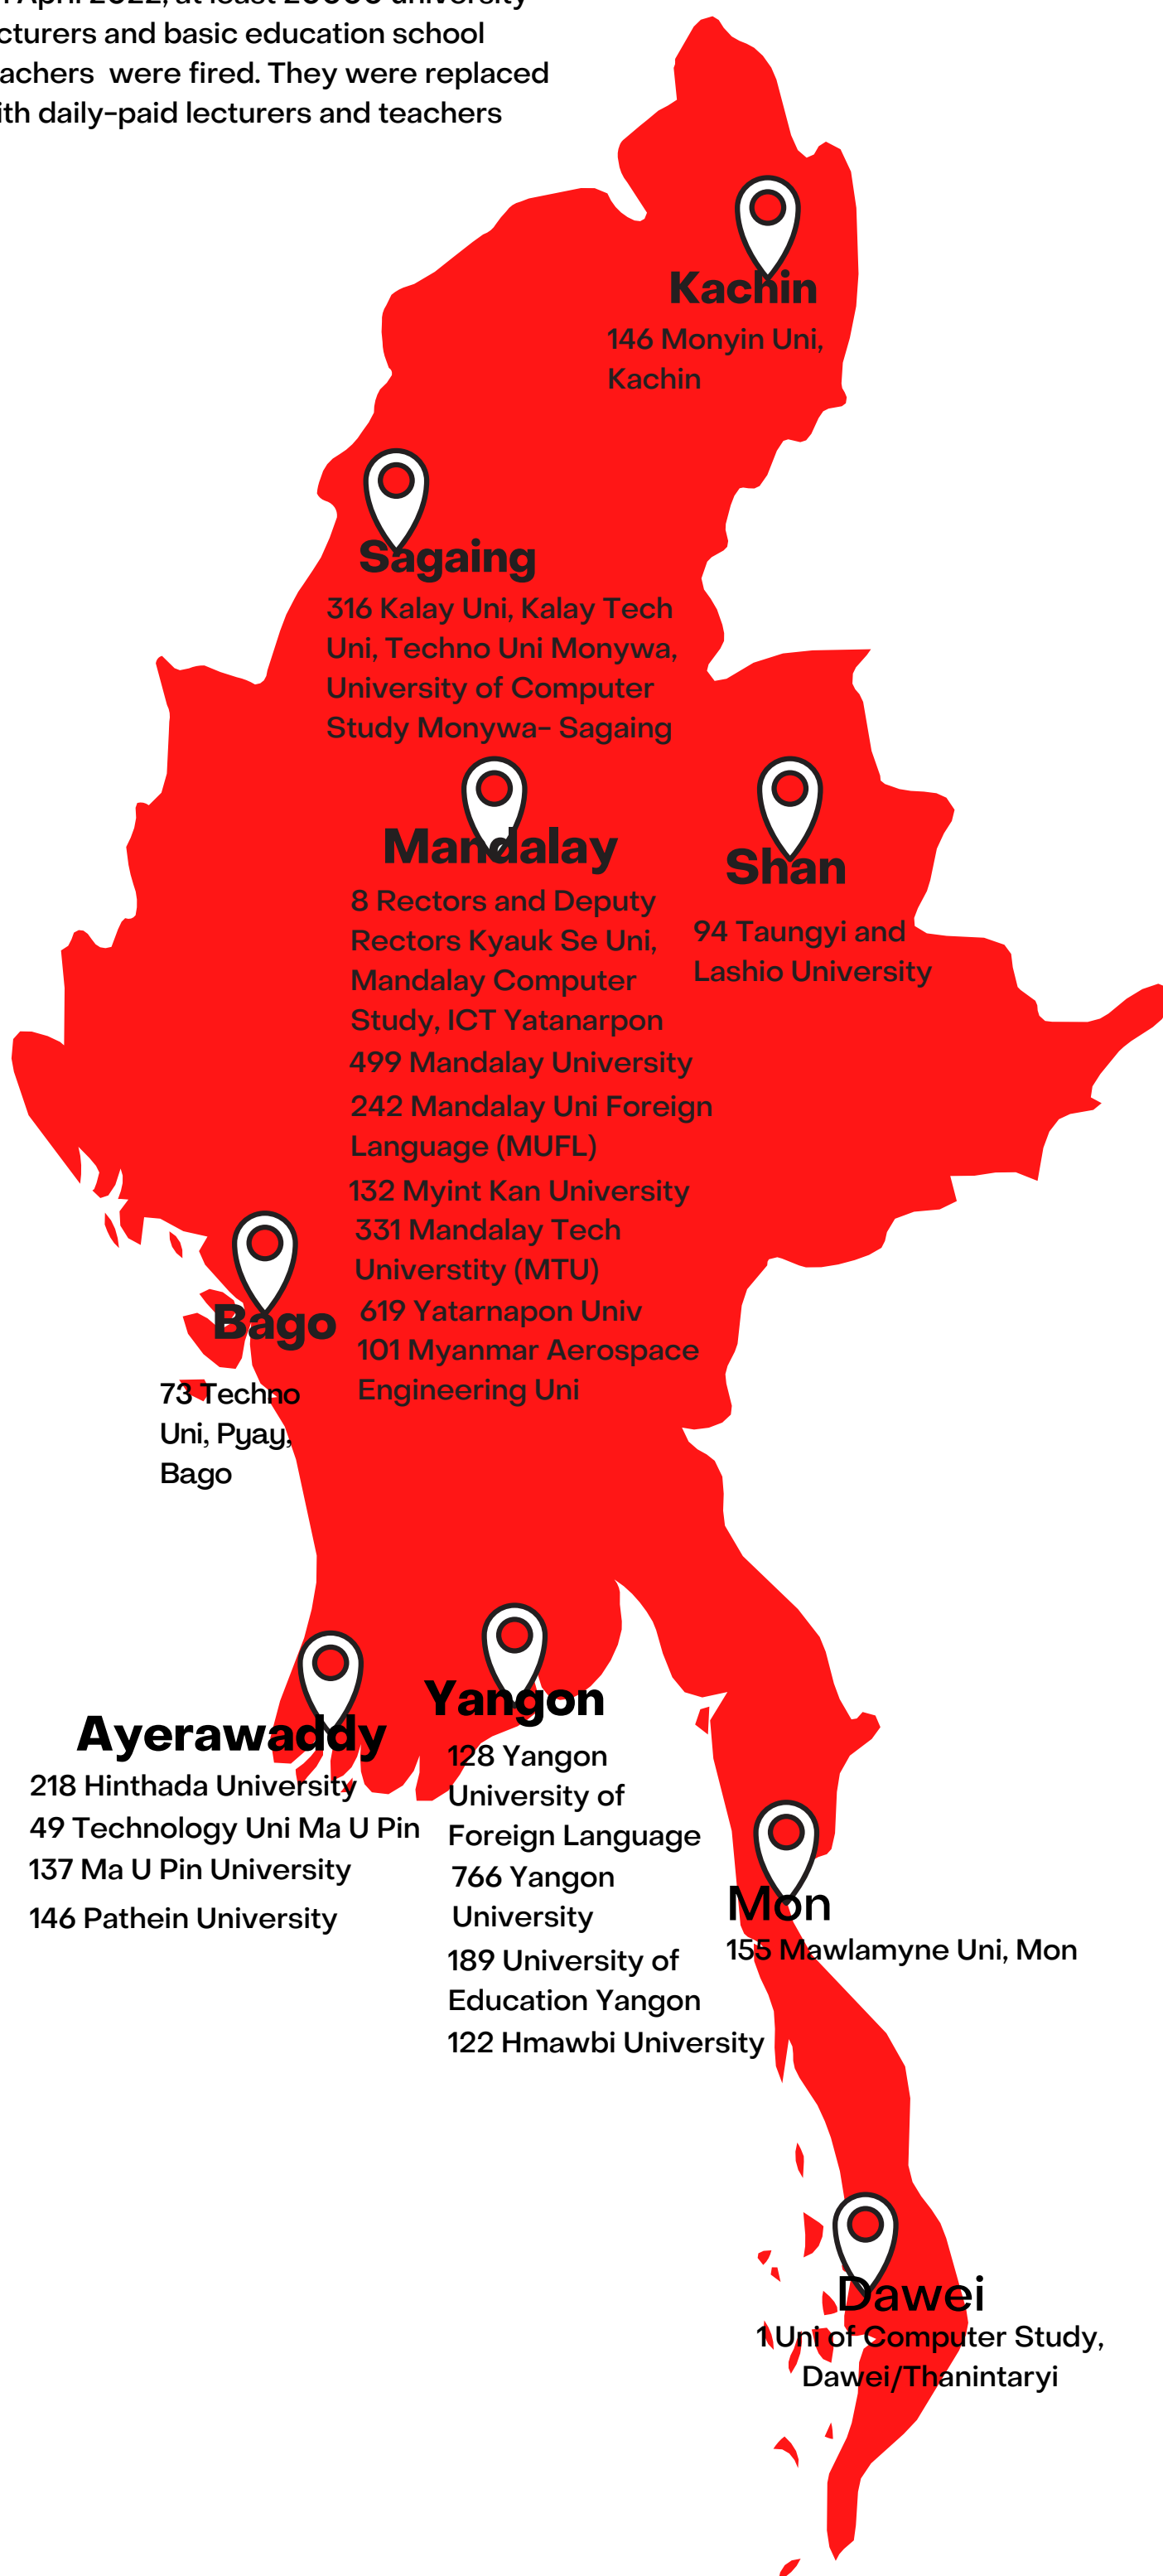 April 2022, at least 20000 university
cturers and basic education school
achers were fired. They were replaced
ith daily-paid lecturers and teachers
Kachin
146 Monyin Uni,
Kachin
Sagaing
316 Kalay Uni, Kalay Tech
Uni, Techno Uni Monywa,
University of Computer
Study Monywa- Sagaing
Mandalay
8 Rectors and Deputy
Rectors Kyauk Se Uni,
Mandalay Computer
Study, ICT Yatanarpon
499 Mandalay University
242 Mandalay Uni Foreign
Language (MUFL)
132 Myint Kan University
331 Mandalay Tech
Universtity (MTU)
619 Yatarnapon Univ
101 Myanmar Aerospace
Engineering Uni
Shan
94 Taungyi and
Lashio University
Bago
73 Techno
Uni, Pyay,
Bago
Ayerawaddy
218 Hinthada University
49 Technology Uni Ma U Pin
137 Ma U Pin University
146 Pathein University
Yangon
128 Yangon
University of
Foreign Language
766 Yangon
University
189 University of
Education Yangon
122 Hmawbi University
Mon
155 Mawlamyne Uni, Mon
Dawei
1 Uni of Computer Study,
Dawei/Thanintaryi